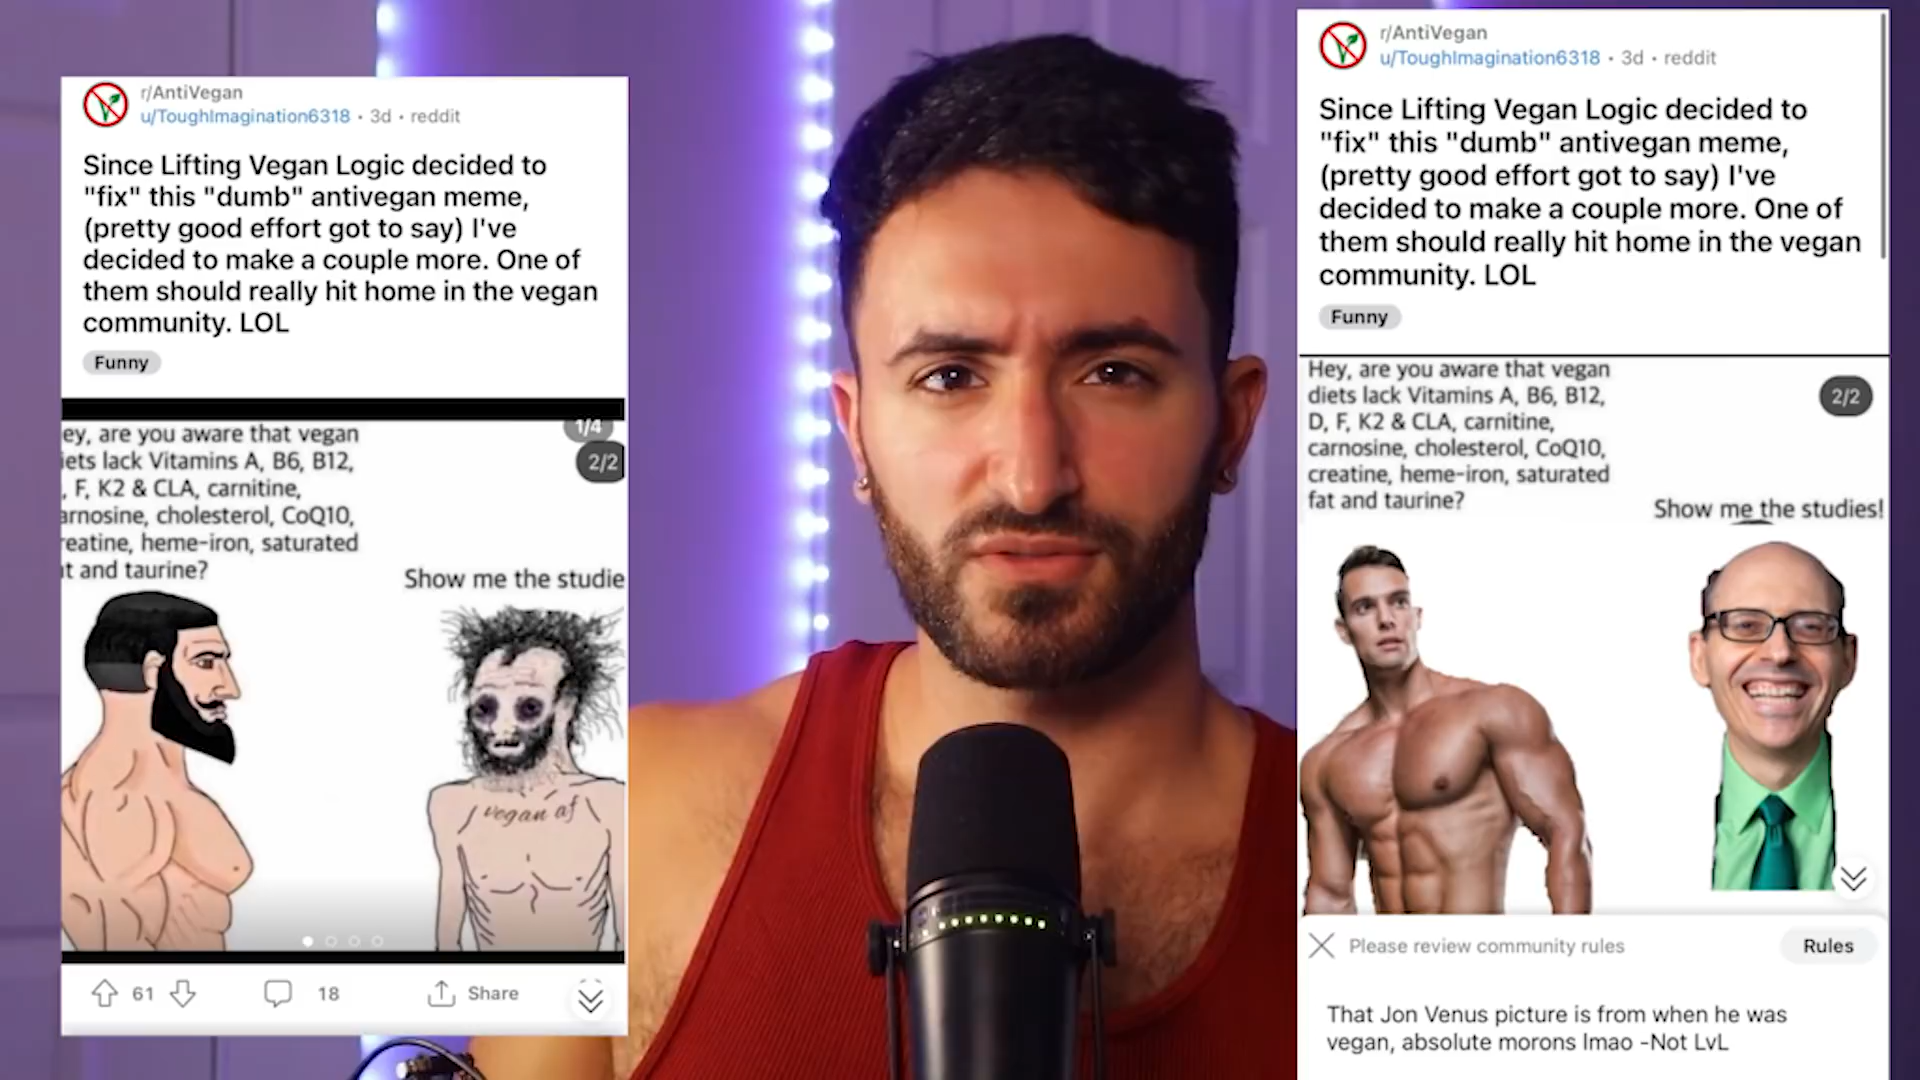 r/AntiVegan
u/ToughImagination6318 • 3d • reddit
Since Lifting Vegan Logic decided to
"fix" this "dumb" antivegan meme,
(pretty good effort got to say) I've
decided to make a couple more. One of
them should really hit home in the vegan
community. LOL
Funny
1/4
2/2
ey, are you aware that vegan
iets lack Vitamins A, B6, B12,
, F, K2 & CLA, carnitine,
arnosine, cholesterol, CoQ10,
reatine, heme-iron, saturated
t and taurine?
Show me the studie
vegan af
61
18
Share
r/AntiVegan
u/ToughImagination6318 • 3d • reddit
Since Lifting Vegan Logic decided to
"fix" this "dumb" antivegan meme,
(pretty good effort got to say) I've
decided to make a couple more. One of
them should really hit home in the vegan
community. LOL
Funny
Hey, are you aware that vegan
diets lack Vitamins A, B6, B12,
D, F, K2 & CLA, carnitine,
carnosine, cholesterol, CoQ10,
creatine, heme-iron, saturated
fat and taurine?
2/2
Show me the studies!
Please review community rules
Rules
That Jon Venus picture is from when he was
vegan, absolute morons lmao -Not LvL